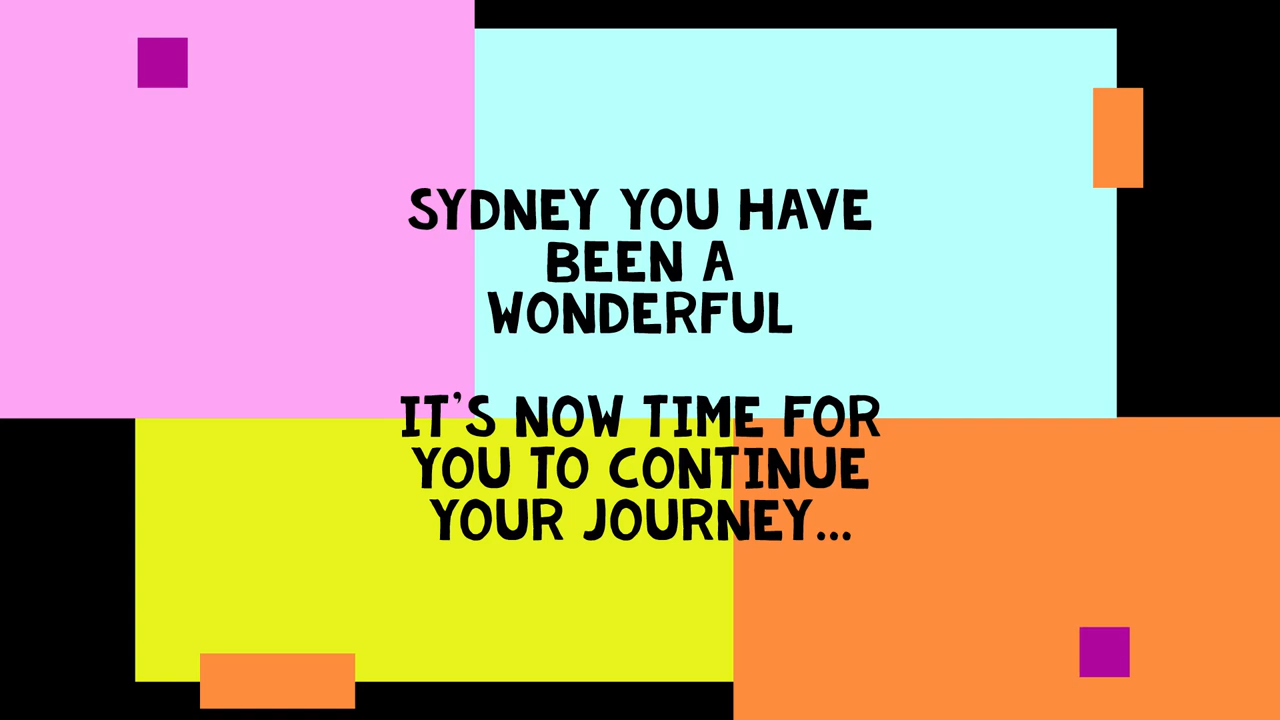 SYDNEY YOU HAVE
BEEN A
WONDERFUL
IT'S NOW TIME FOR
YOU TO CONTINUE
YOUR JOURNEY...